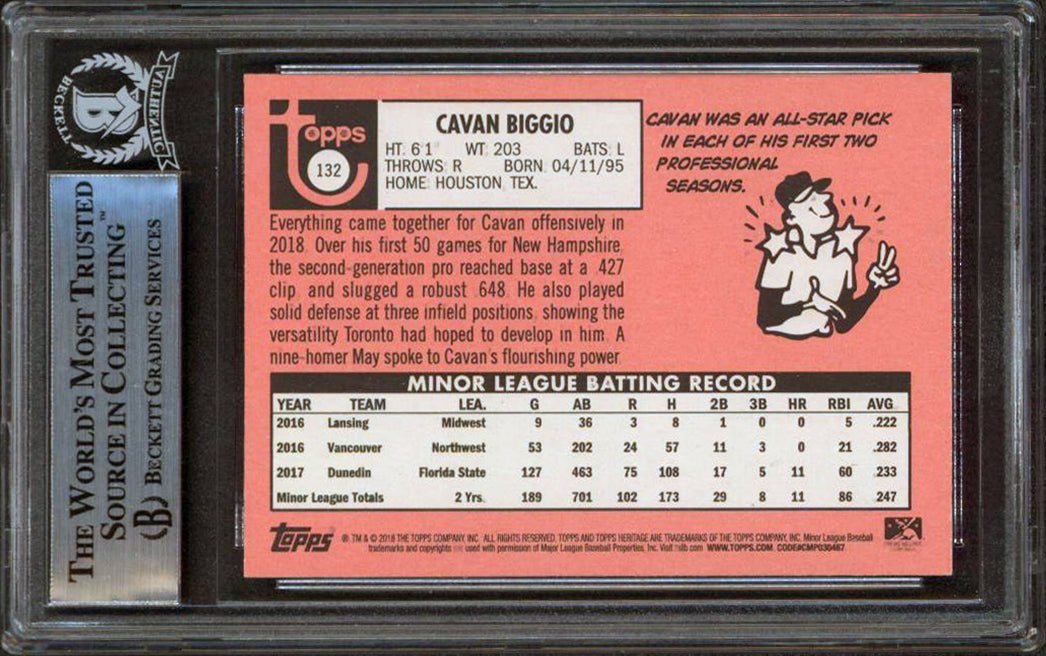 BECKETT
AUTHENTIC
B
THE WORLD'S MOST TRUSTED
SOURCE IN COLLECTING™
B BECKETT GRADING SERVICES
Topps
132
CAVAN BIGGIO
HT. 6 1 WT. 203 BATS: L
THROWS: R BORN 04/11/95
HOME: HOUSTON, TEX.
CAVAN WAS AN ALL-STAR PICK
IN EACH OF HIS FIRST TWO
PROFESSIONAL
SEASONS.
Everything came together for Cavan offensively in
2018. Over his first 50 games for New Hampshire,
the second-generation pro reached base at a .427
clip and slugged a robust .648. He also played
solid defense at three infield positions, showing the
versatility Toronto had hoped to develop in him. A
nine-homer May spoke to Cavan's flourishing power.
MINOR LEAGUE BATTING RECORD
YEAR TEAM LEA. G AB R H 2B 3B HR RBI AVG.
2016 Lansing Midwest 9 36 3 8 1 0 0 5 .222
2016 Vancouver Northwest 53 202 24 57 11 3 0 21 .282
2017 Dunedin Florida State 127 463 75 108 17 5 11 60 .233
Minor League Totals 2 Yrs. 189 701 102 173 29 8 11 86 .247
Topps ® TM & © 2018 THE TOPPS COMPANY, INC. ALL RIGHTS RESERVED. TOPPS AND TOPPS HERITAGE ARE TRADEMARKS OF THE TOPPS COMPANY, INC. Minor League Baseball
trademarks and copyrights are used with permission of Major League Baseball Properties, Inc. Visit milb.com WWW.TOPPS.COM. CODE#CMP030467